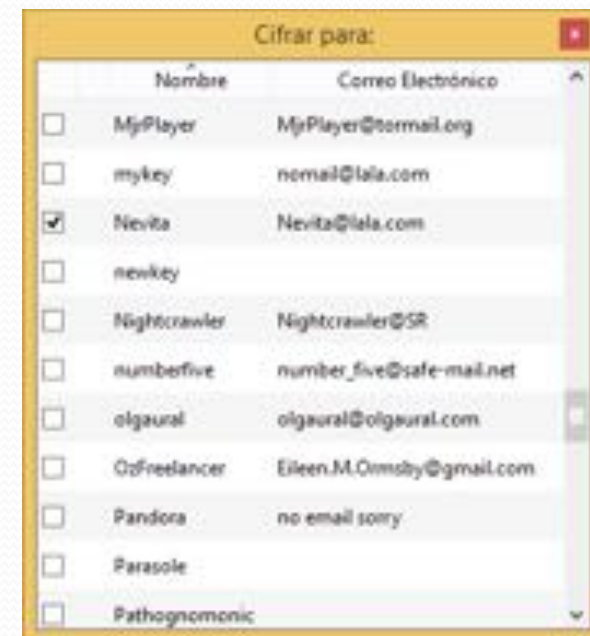 Cifrar para:
Nombre Correo Electrónico
MjrPlayer MjrPlayer@tormail.org
mykey nomail@lala.com
Nevita Nevita@lala.com
newkey
Nightcrawler Nightcrawler@SR
numberfive number_five@safe-mail.net
olgaural olgaural@olgaural.com
OzFreelancer Eileen.M.Ormsby@gmail.com
Pandora no email sorry
Parasole
Pathognomonic